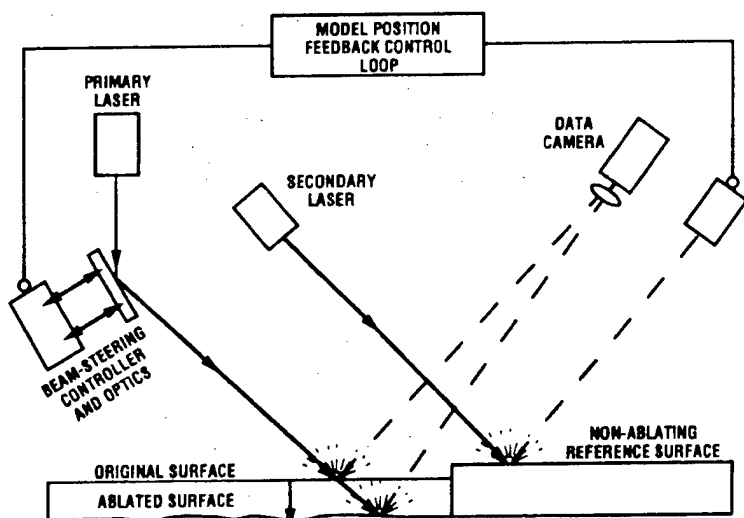 MODEL POSITION
FEEDBACK CONTROL
LOOP
PRIMARY
LASER
DATA
CAMERA
SECONDARY
LASER
BEAM-STEERING
CONTROLLER
AND OPTICS
NON-ABLATING
REFERENCE SURFACE
ORIGINAL SURFACE
ABLATED SURFACE